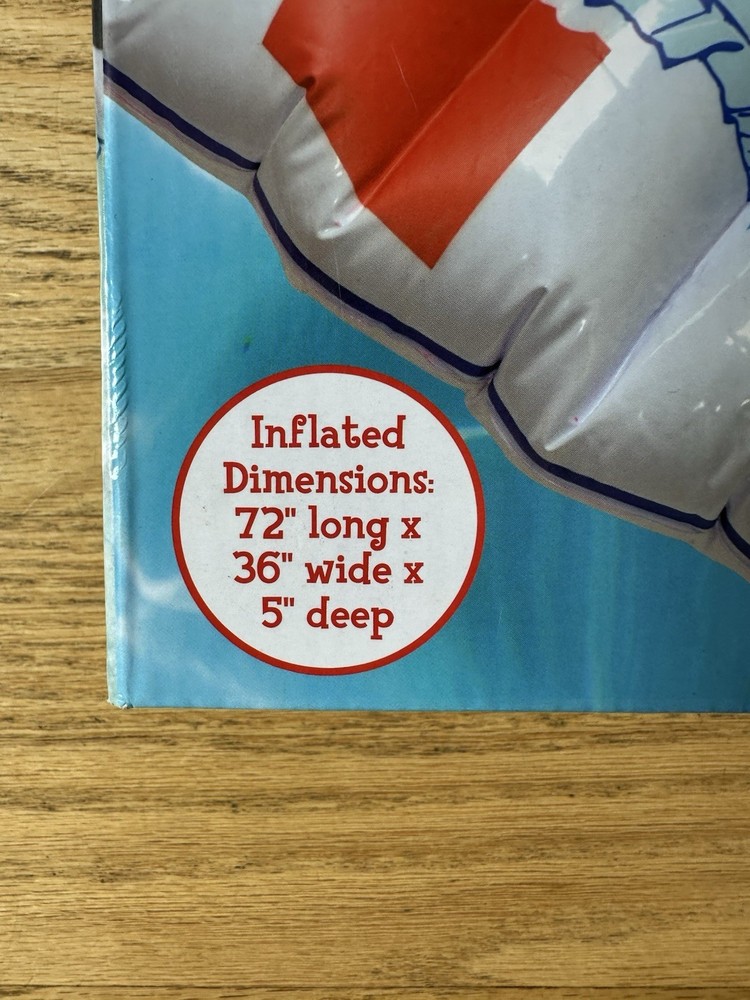 Inflated
Dimensions:
72" long x
36" wide x
5" deep